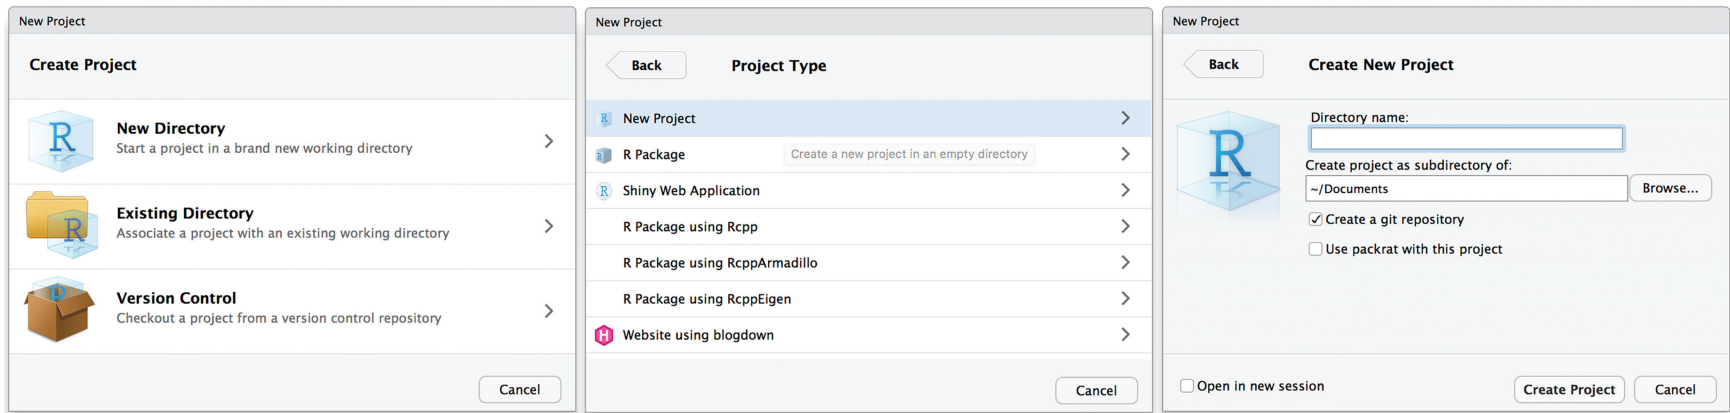 New Project
Create Project
R
New Directory
Start a project in a brand new working directory
R
Existing Directory
Associate a project with an existing working directory
R
Version Control
Checkout a project from a version control repository
Cancel
New Project
Back
Project Type
R
New Project
R
R Package
Create a new project in an empty directory
R
Shiny Web Application
R Package using Rcpp
R Package using RcppArmadillo
R Package using RcppEigen
H
Website using blogdown
Cancel
New Project
Back
Create New Project
R
Directory name:
Create project as subdirectory of:
~/Documents
Browse...
Create a git repository
Use packrat with this project
Open in new session
Create Project
Cancel